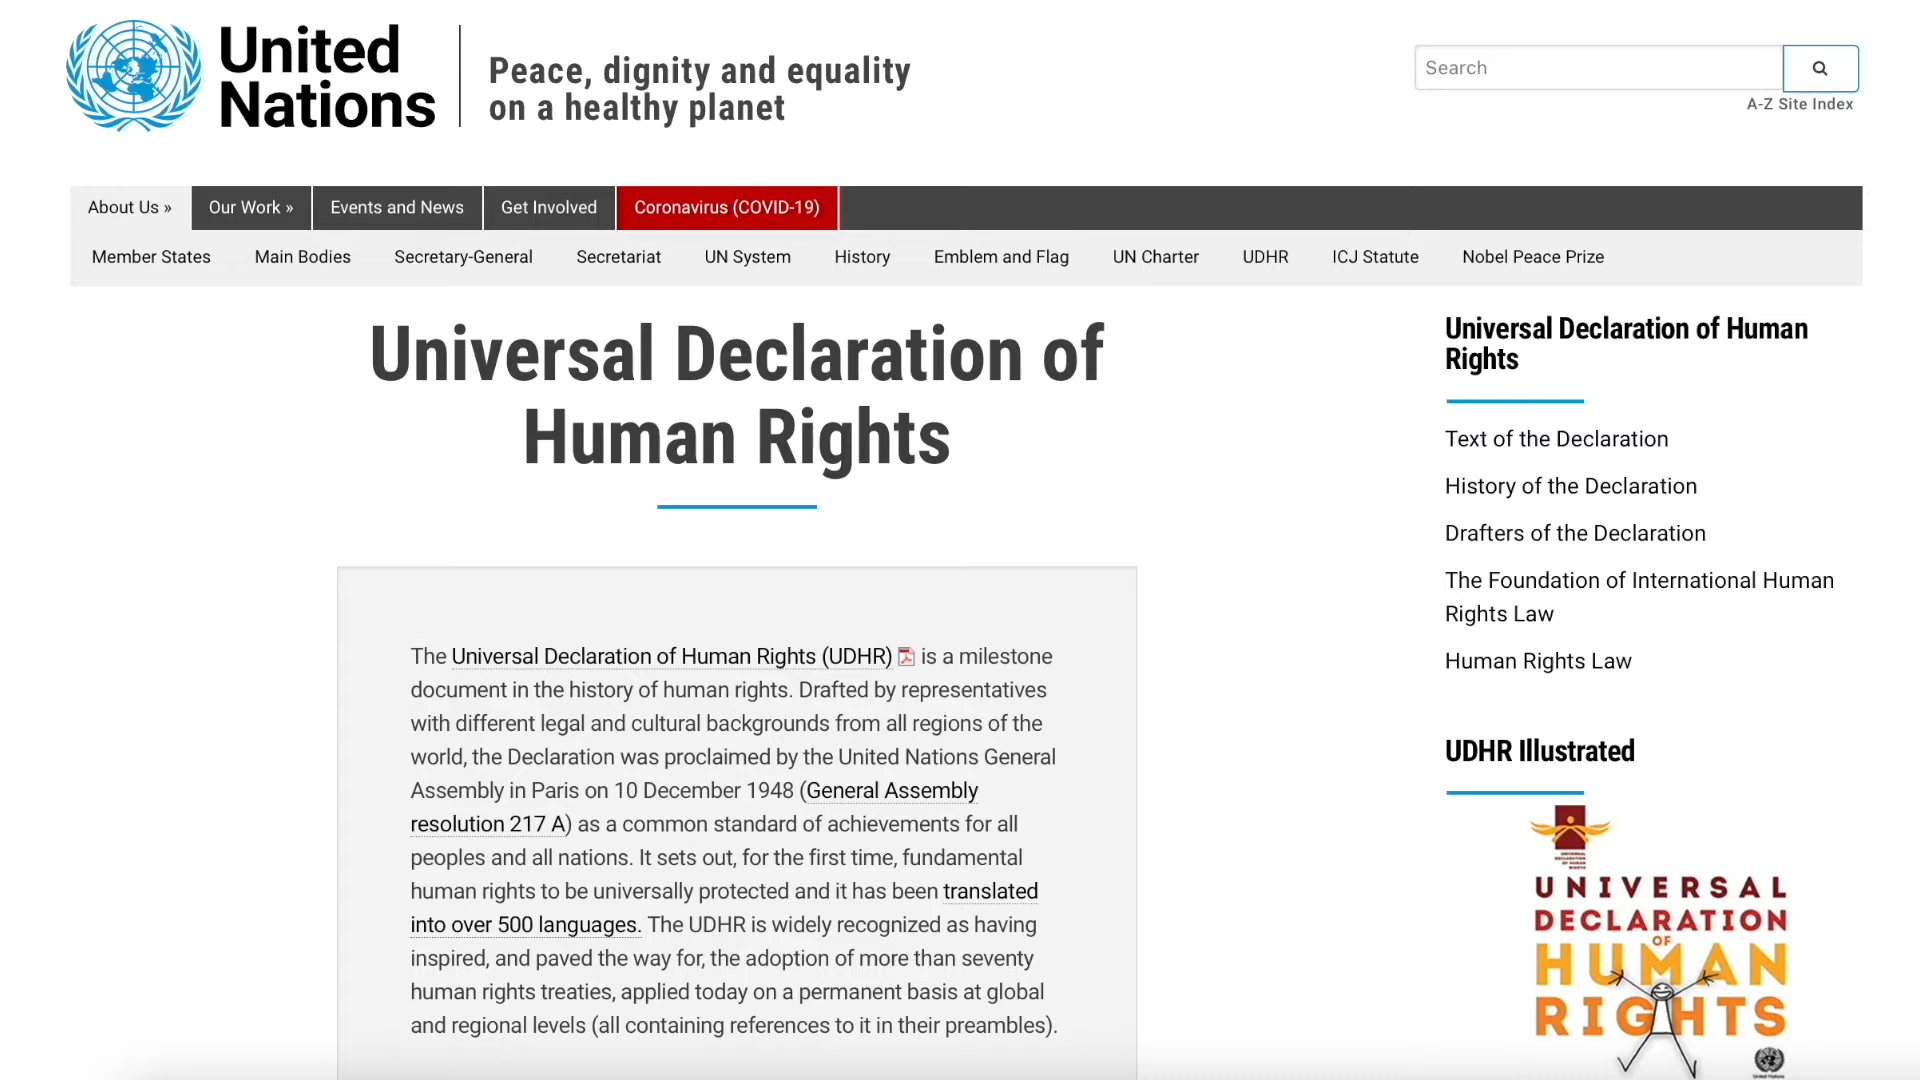 United
Nations
Peace, dignity and equality
on a healthy planet
Search
A-Z Site Index
About Us »
Our Work »
Events and News
Get Involved
Coronavirus (COVID-19)
Member States
Main Bodies
Secretary-General
Secretariat
UN System
History
Emblem and Flag
UN Charter
UDHR
ICJ Statute
Nobel Peace Prize
Universal Declaration of
Human Rights
The Universal Declaration of Human Rights (UDHR) is a milestone
document in the history of human rights. Drafted by representatives
with different legal and cultural backgrounds from all regions of the
world, the Declaration was proclaimed by the United Nations General
Assembly in Paris on 10 December 1948 (General Assembly
resolution 217 A) as a common standard of achievements for all
peoples and all nations. It sets out, for the first time, fundamental
human rights to be universally protected and it has been translated
into over 500 languages. The UDHR is widely recognized as having
inspired, and paved the way for, the adoption of more than seventy
human rights treaties, applied today on a permanent basis at global
and regional levels (all containing references to it in their preambles).
Universal Declaration of Human
Rights
Text of the Declaration
History of the Declaration
Drafters of the Declaration
The Foundation of International Human
Rights Law
Human Rights Law
UDHR Illustrated
UNIVERSAL
DECLARATION
OF HUMAN RIGHTS
UNIVERSAL
DECLARATION
OF
HUMAN
RIGHTS
United Nations